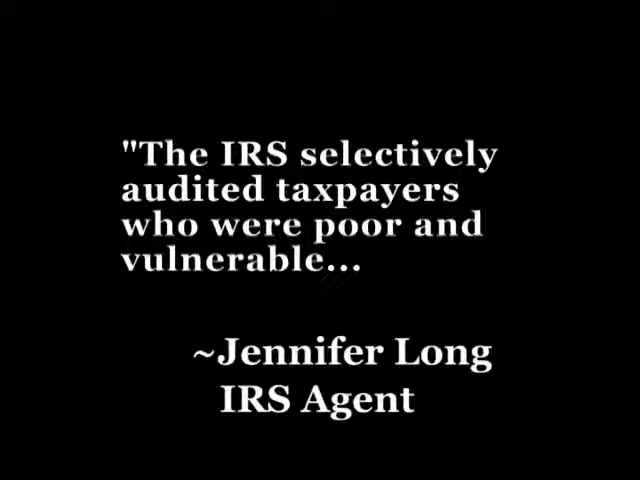 "The IRS selectively
audited taxpayers
who were poor and
vulnerable...
~Jennifer Long
IRS Agent